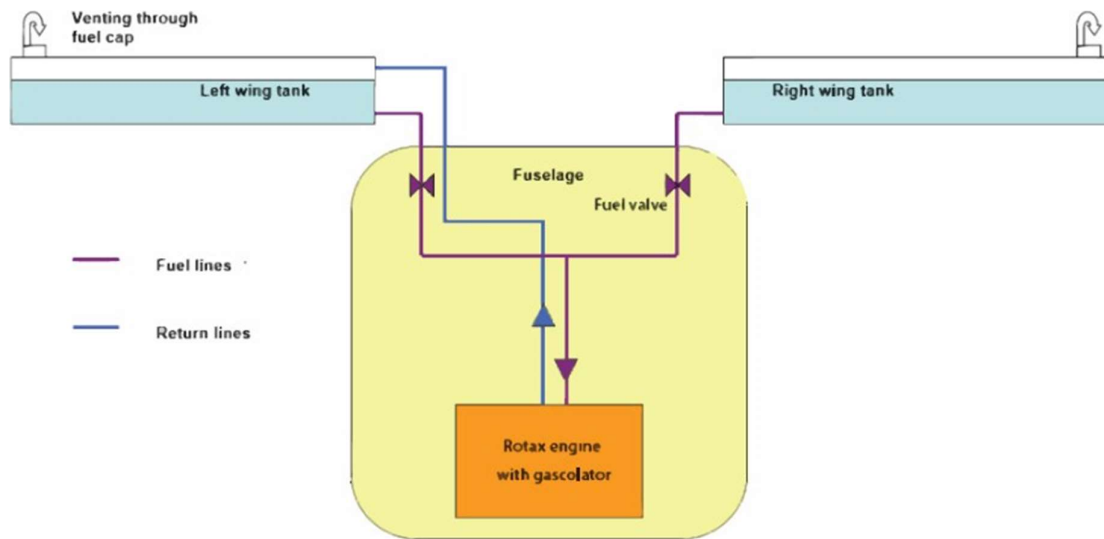 Venting through
fuel cap
Left wing tank
Right wing tank
Fuselage
Fuel valve
Fuel lines
Return lines
Rotax engine
with gascolator